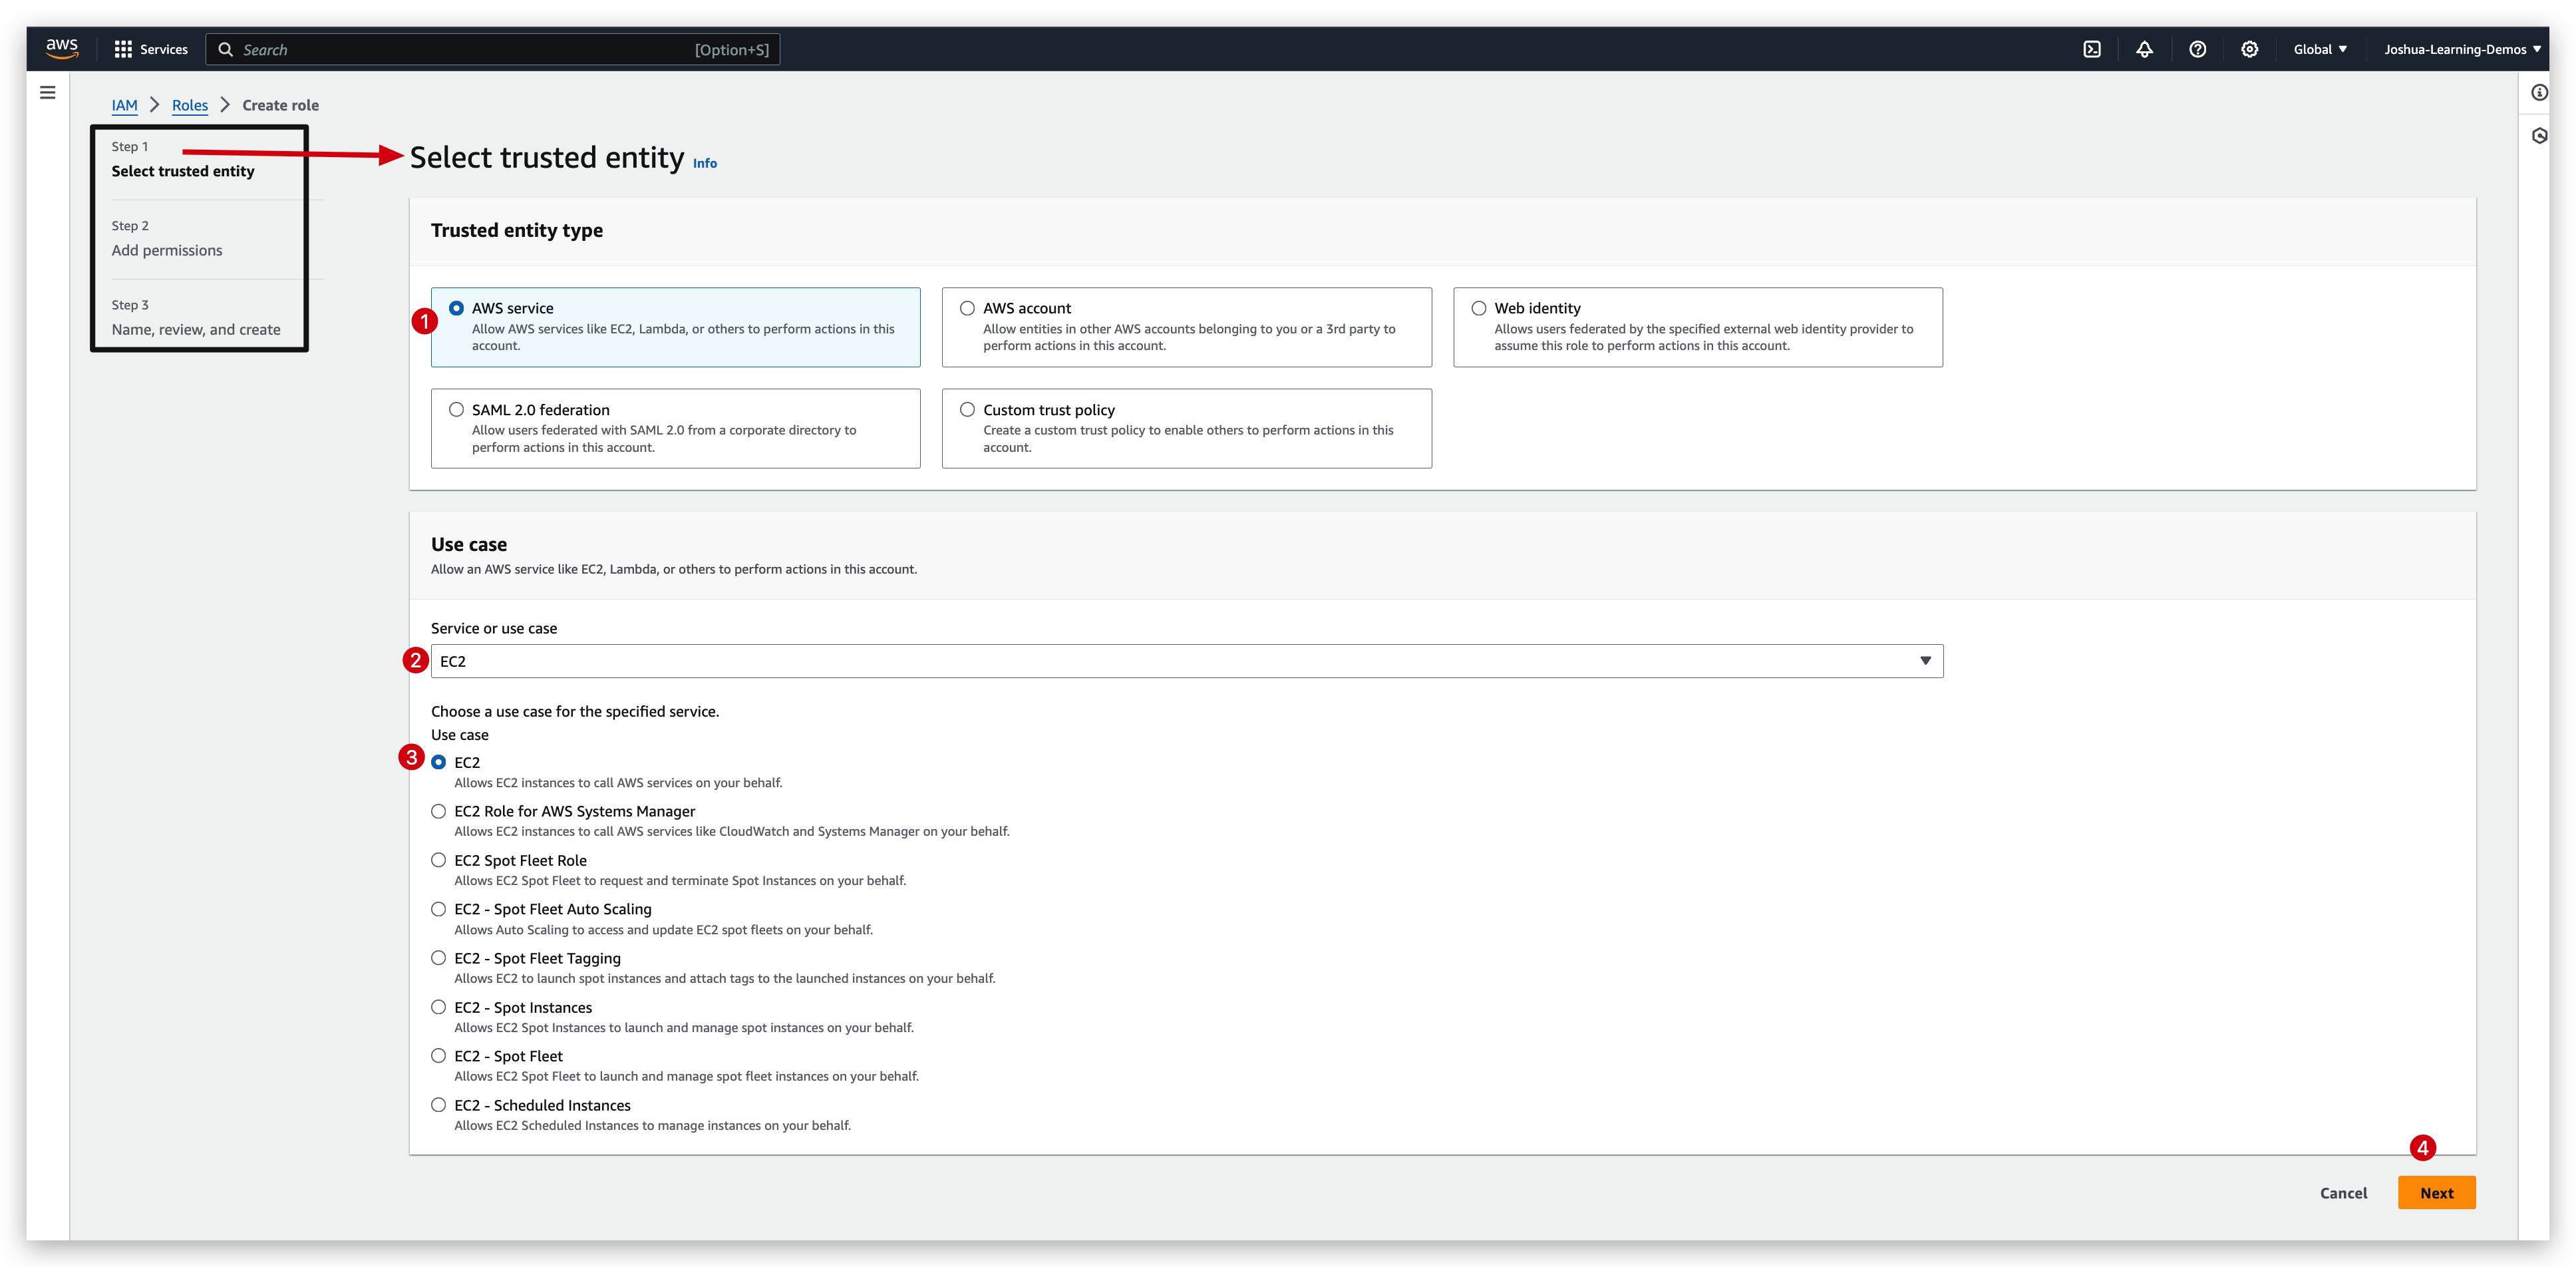 aws
Services
Search
[Option+S]
Global
Joshua-Learning-Demos
IAM
Roles
Create role
Step 1
Select trusted entity
Step 2
Add permissions
Step 3
Name, review, and create
Select trusted entity
Info
Trusted entity type
1
AWS service
Allow AWS services like EC2, Lambda, or others to perform actions in this
account.
AWS account
Allow entities in other AWS accounts belonging to you or a 3rd party to
perform actions in this account.
Web identity
Allows users federated by the specified external web identity provider to
assume this role to perform actions in this account.
SAML 2.0 federation
Allow users federated with SAML 2.0 from a corporate directory to
perform actions in this account.
Custom trust policy
Create a custom trust policy to enable others to perform actions in this
account.
Use case
Allow an AWS service like EC2, Lambda, or others to perform actions in this account.
Service or use case
2
EC2
Choose a use case for the specified service.
Use case
3
EC2
Allows EC2 instances to call AWS services on your behalf.
EC2 Role for AWS Systems Manager
Allows EC2 instances to call AWS services like CloudWatch and Systems Manager on your behalf.
EC2 Spot Fleet Role
Allows EC2 Spot Fleet to request and terminate Spot Instances on your behalf.
EC2 - Spot Fleet Auto Scaling
Allows Auto Scaling to access and update EC2 spot fleets on your behalf.
EC2 - Spot Fleet Tagging
Allows EC2 to launch spot instances and attach tags to the launched instances on your behalf.
EC2 - Spot Instances
Allows EC2 Spot Instances to launch and manage spot instances on your behalf.
EC2 - Spot Fleet
Allows EC2 Spot Fleet to launch and manage spot fleet instances on your behalf.
EC2 - Scheduled Instances
Allows EC2 Scheduled Instances to manage instances on your behalf.
4
Cancel
Next